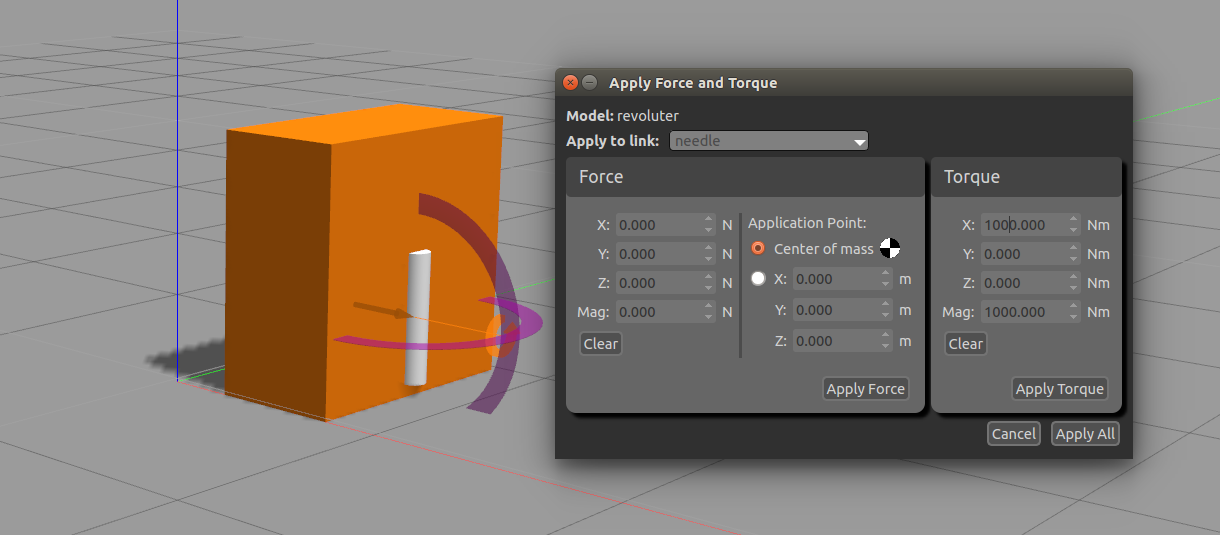 Apply Force and Torque
Model: revoluter
Apply to link: needle
Force
X: 0.000 N
Y: 0.000 N
Z: 0.000 N
Mag: 0.000 N
Clear
Application Point:
Center of mass
X: 0.000 m
Y: 0.000 m
Z: 0.000 m
Apply Force
Torque
X: 1000.000 Nm
Y: 0.000 Nm
Z: 0.000 Nm
Mag: 1000.000 Nm
Clear
Apply Torque
Cancel Apply All